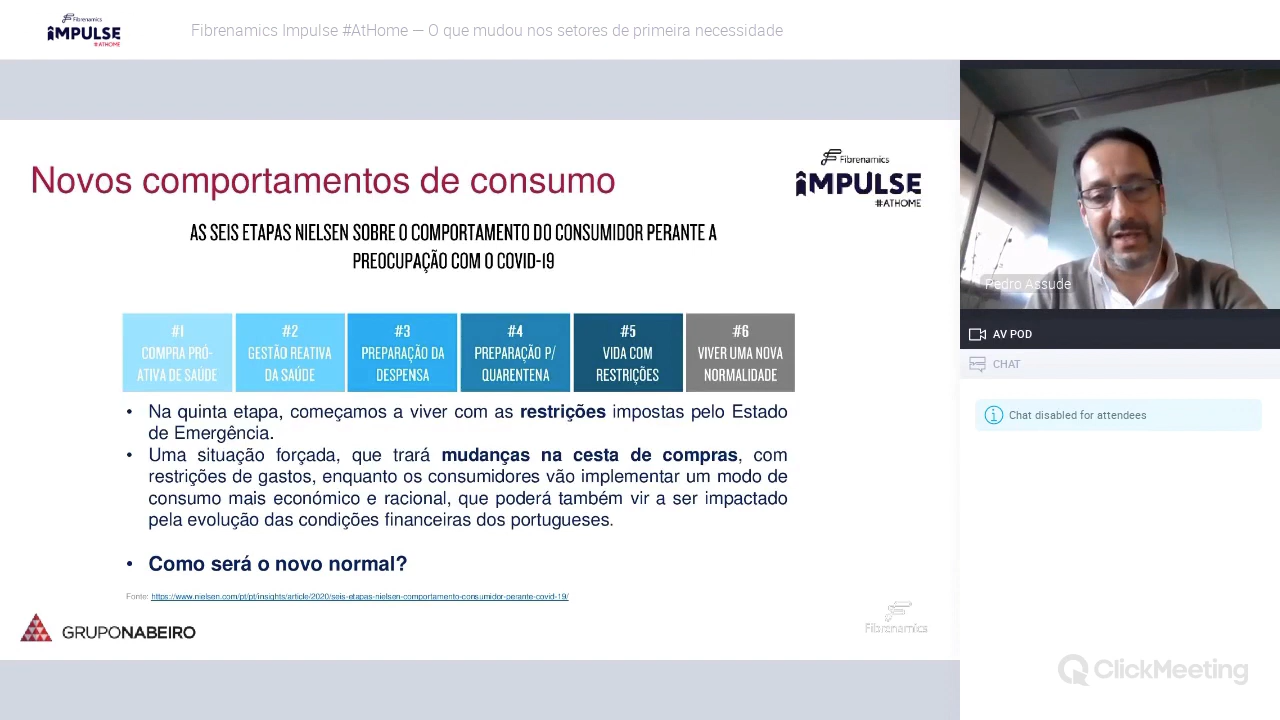 Fibrenamics
IMPULSE
#ATHOME
Fibrenamics Impulse #AtHome — O que mudou nos setores de primeira necessidade
Novos comportamentos de consumo
Fibrenamics
IMPULSE
#ATHOME
AS SEIS ETAPAS NIELSEN SOBRE O COMPORTAMENTO DO CONSUMIDOR PERANTE A
PREOCUPAÇÃO COM O COVID-19
#1
COMPRA PRÓ-
ATIVA DE SAÚDE
#2
GESTÃO REATIVA
DA SAÚDE
#3
PREPARAÇÃO DA
DESPENSA
#4
PREPARAÇÃO P/
QUARENTENA
#5
VIDA COM
RESTRIÇÕES
#6
VIVER UMA NOVA
NORMALIDADE
• Na quinta etapa, começamos a viver com as restrições impostas pelo Estado
de Emergência.
• Uma situação forçada, que trará mudanças na cesta de compras, com
restrições de gastos, enquanto os consumidores vão implementar um modo de
consumo mais económico e racional, que poderá também vir a ser impactado
pela evolução das condições financeiras dos portugueses.
• Como será o novo normal?
Fonte: https://www.nielsen.com/pt/pt/insights/article/2020/seis-etapas-nielsen-comportamento-consumidor-perante-covid-19/
GRUPONABEIRO
Fibrenamics
Pedro Assude
AV POD
CHAT
Chat disabled for attendees
ClickMeeting